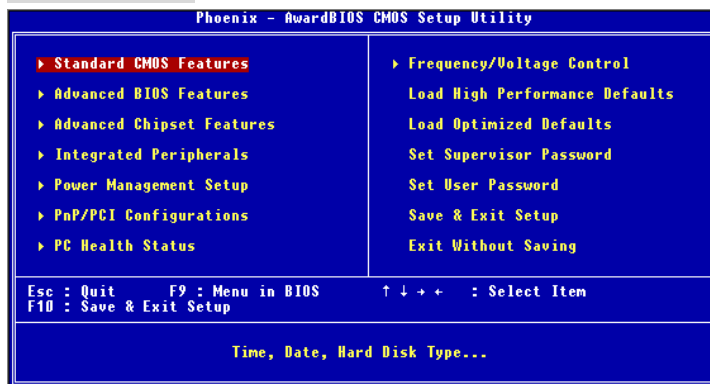 Phoenix - AwardBIOS CMOS Setup Utility
▸ Standard CMOS Features
▸ Advanced BIOS Features
▸ Advanced Chipset Features
▸ Integrated Peripherals
▸ Power Management Setup
▸ PnP/PCI Configurations
▸ PC Health Status
▸ Frequency/Voltage Control
Load High Performance Defaults
Load Optimized Defaults
Set Supervisor Password
Set User Password
Save & Exit Setup
Exit Without Saving
Esc : Quit F9 : Menu in BIOS ↑ ↓ → ← : Select Item
F10 : Save & Exit Setup
Time, Date, Hard Disk Type...